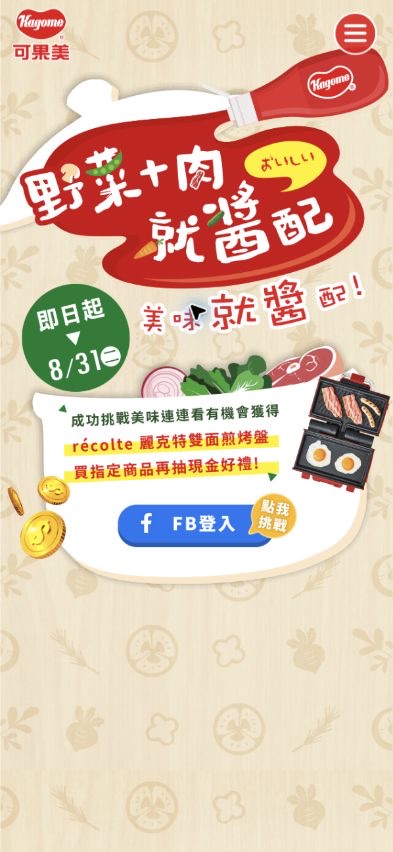 Kagome
可果美
Kagome
野菜+肉
おいしい
就醬配
美味就醬配!
即日起
8/31㊁
成功挑戰美味連連看有機會獲得
récolte 麗克特雙面煎烤盤
買指定商品再抽現金好禮!
f FB登入
點我
挑戰